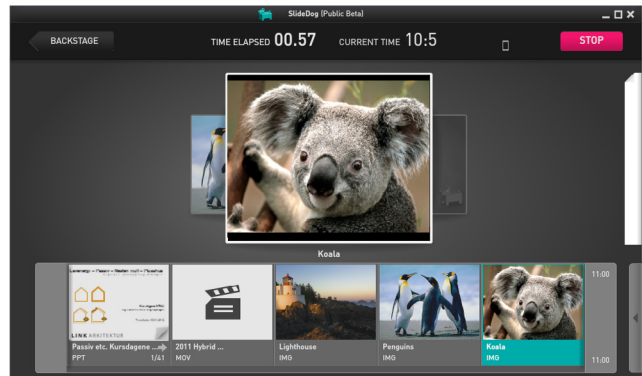 SlideDog (Public Beta)
BACKSTAGE
TIME ELAPSED 00.57
CURRENT TIME 10:5
STOP
Koala
LINK ARKITEKTUR
Passiv etc. Kursdagene ...
PPT 1/41
2011 Hybrid ...
MOV
Lighthouse
IMG
Penguins
IMG
Koala
IMG
11:00
11:00